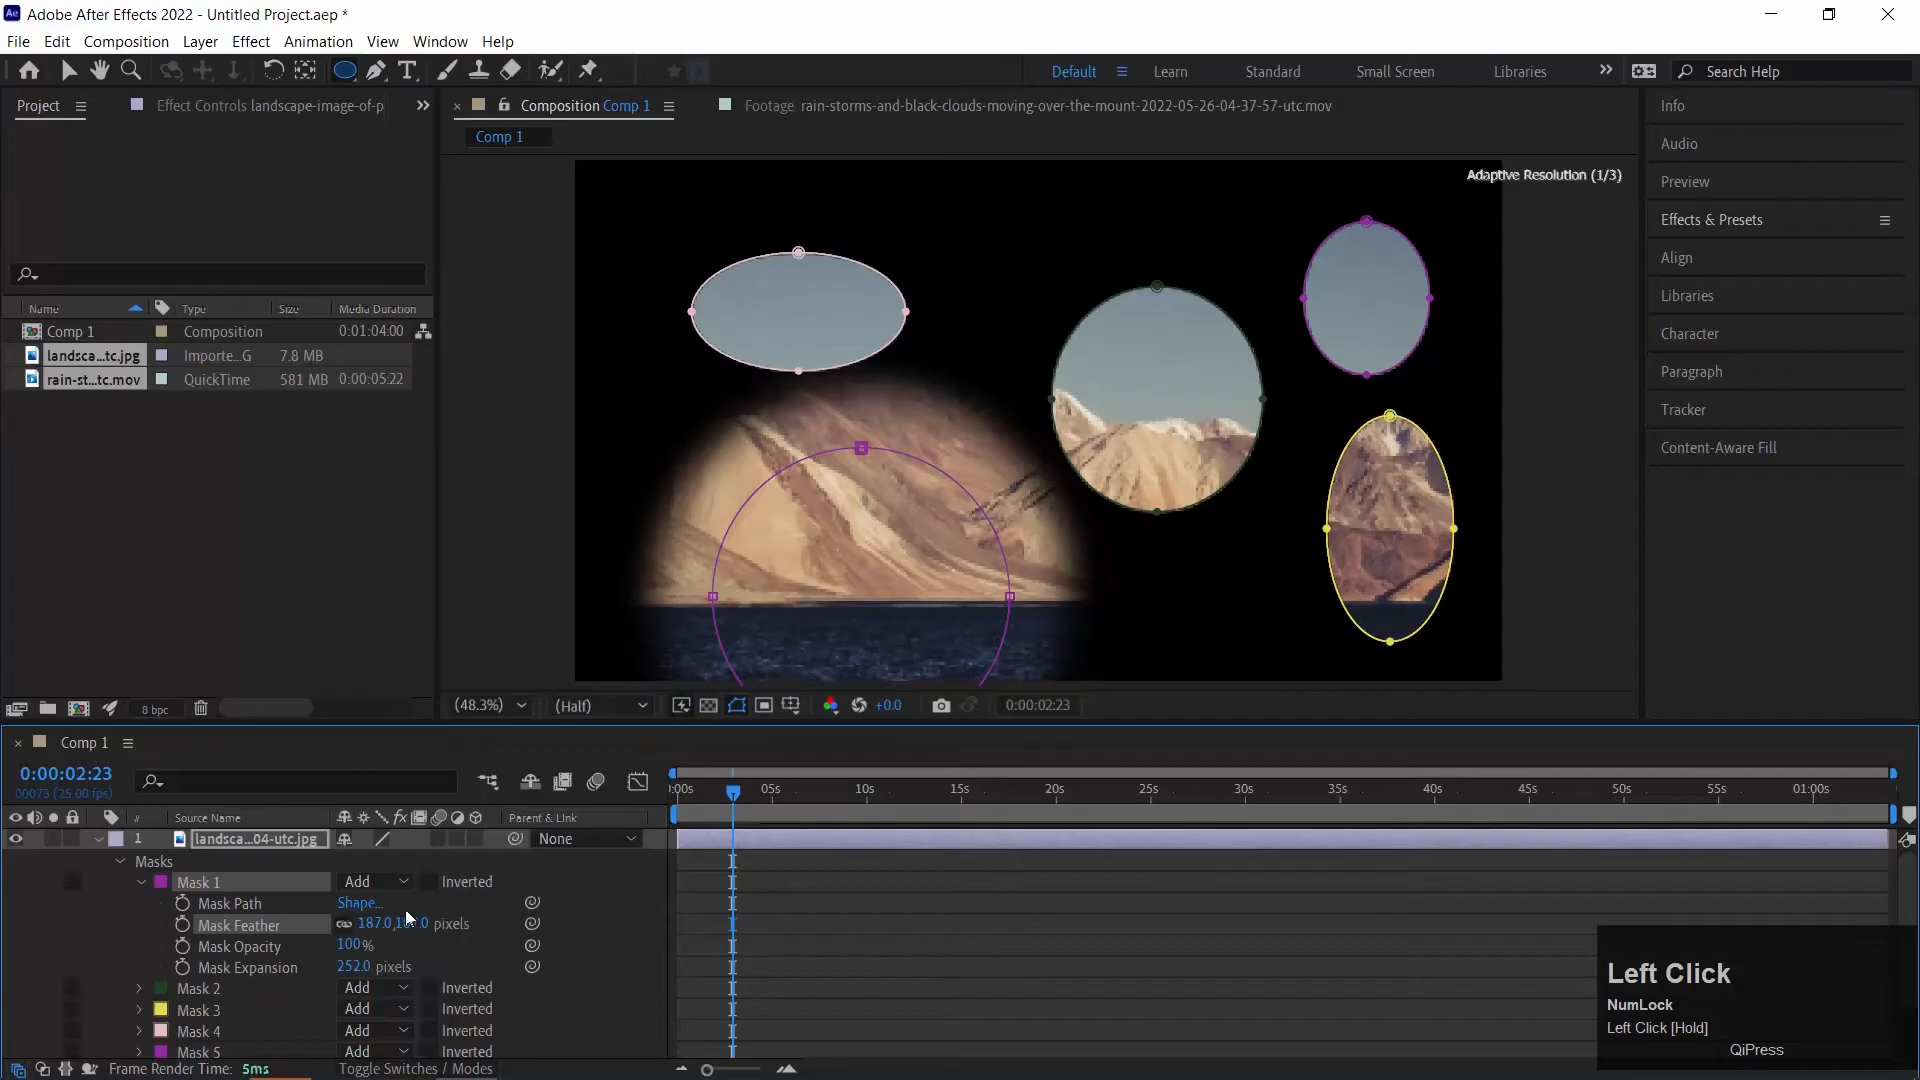 Adobe After Effects 2022 - Untitled Project.aep *
File Edit Composition Layer Effect Animation View Window Help
Default Learn Standard Small Screen Libraries Search Help
Project Effect Controls landscape-image-of-p
Composition Comp 1 Footage rain-storms-and-black-clouds-moving-over-the-mount-2022-05-26-04-37-57-utc.mov
Comp 1
Adaptive Resolution (1/3)
Info
Audio
Preview
Effects & Presets
Align
Libraries
Character
Paragraph
Tracker
Content-Aware Fill
Name Type Size Media Duration
Comp 1 Composition 0:01:04:00
landsca...tc.jpg Importe...G 7.8 MB
rain-st...tc.mov QuickTime 581 MB 0:00:05:22
8 bpc
(48.3%) (Half) +0.0 0:00:02:23
Comp 1
0:00:02:23
00073 (25.00 fps)
:00s 05s 10s 15s 20s 25s 30s 35s 40s 45s 50s 55s 01:00s
# Source Name Parent & Link
1 landsca...04-utc.jpg None
Masks
Mask 1 Add Inverted
Mask Path Shape...
Mask Feather 187.0, pixels
Mask Opacity 100%
Mask Expansion 252.0 pixels
Mask 2 Add Inverted
Mask 3 Add Inverted
Mask 4 Add Inverted
Mask 5 Add Inverted
Frame Render Time: 5ms Toggle Switches / Modes
Left Click
NumLock
Left Click [Hold]
QiPress